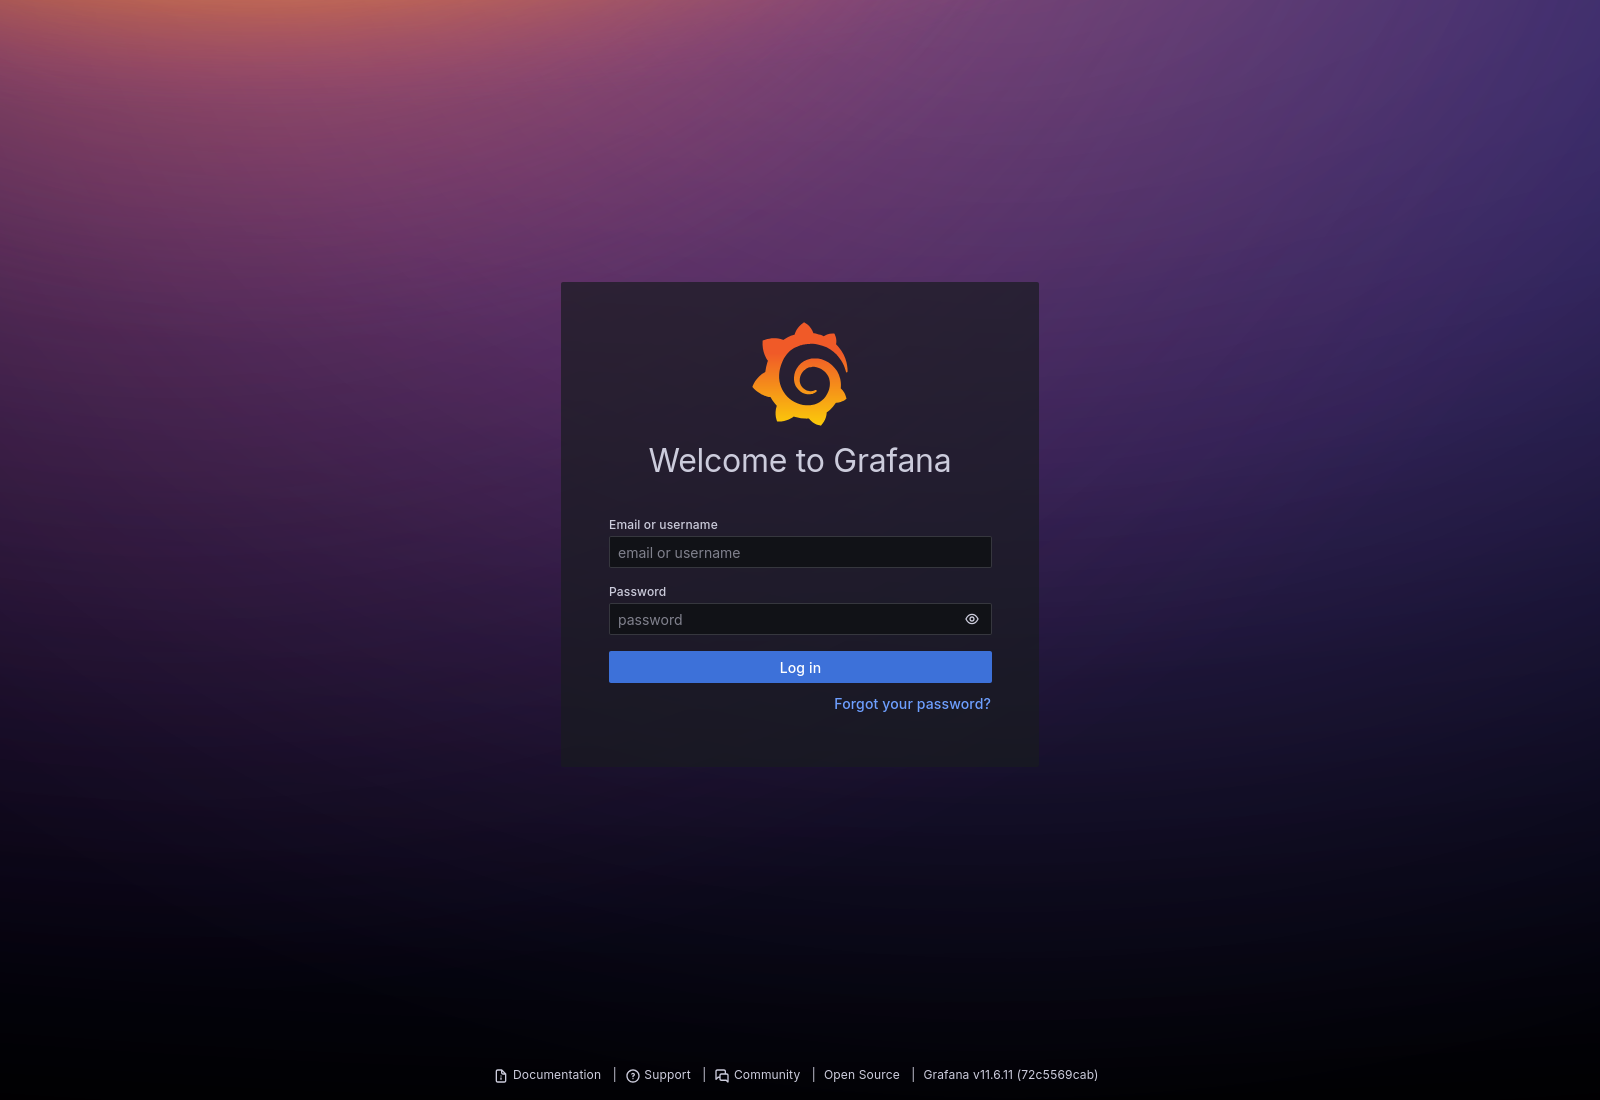 Welcome to Grafana
Email or username
email or username
Password
password
Log in
Forgot your password?
Documentation | Support | Community | Open Source | Grafana v11.6.11 (72c5569cab)